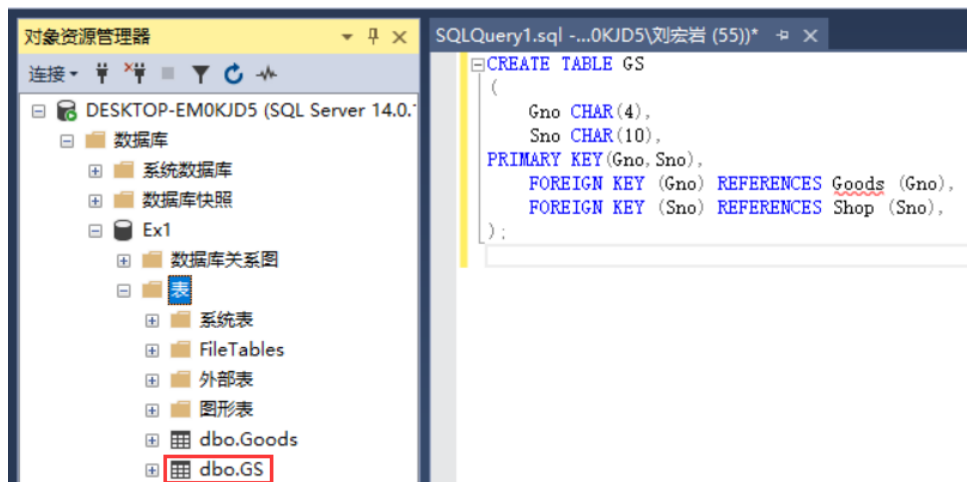 对象资源管理器
连接
DESKTOP-EM0KJD5 (SQL Server 14.0.
数据库
系统数据库
数据库快照
Ex1
数据库关系图
表
系统表
FileTables
外部表
图形表
dbo.Goods
dbo.GS
SQLQuery1.sql -...0KJD5\刘宏岩 (55))*
CREATE TABLE GS
(
Gno CHAR(4),
Sno CHAR(10),
PRIMARY KEY(Gno,Sno),
FOREIGN KEY (Gno) REFERENCES Goods (Gno),
FOREIGN KEY (Sno) REFERENCES Shop (Sno),
);